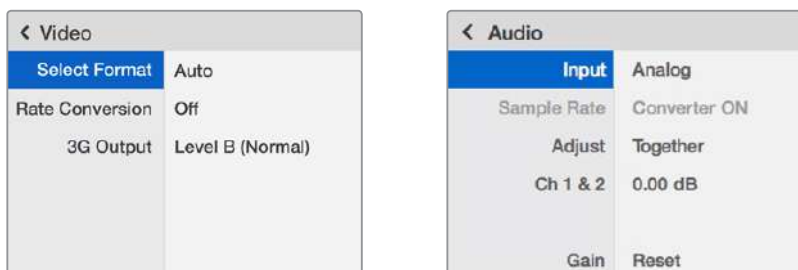 < Video
Select Format Auto
Rate Conversion Off
3G Output Level B (Normal)
< Audio
Input Analog
Sample Rate Converter ON
Adjust Together
Ch 1 & 2 0.00 dB
Gain Reset